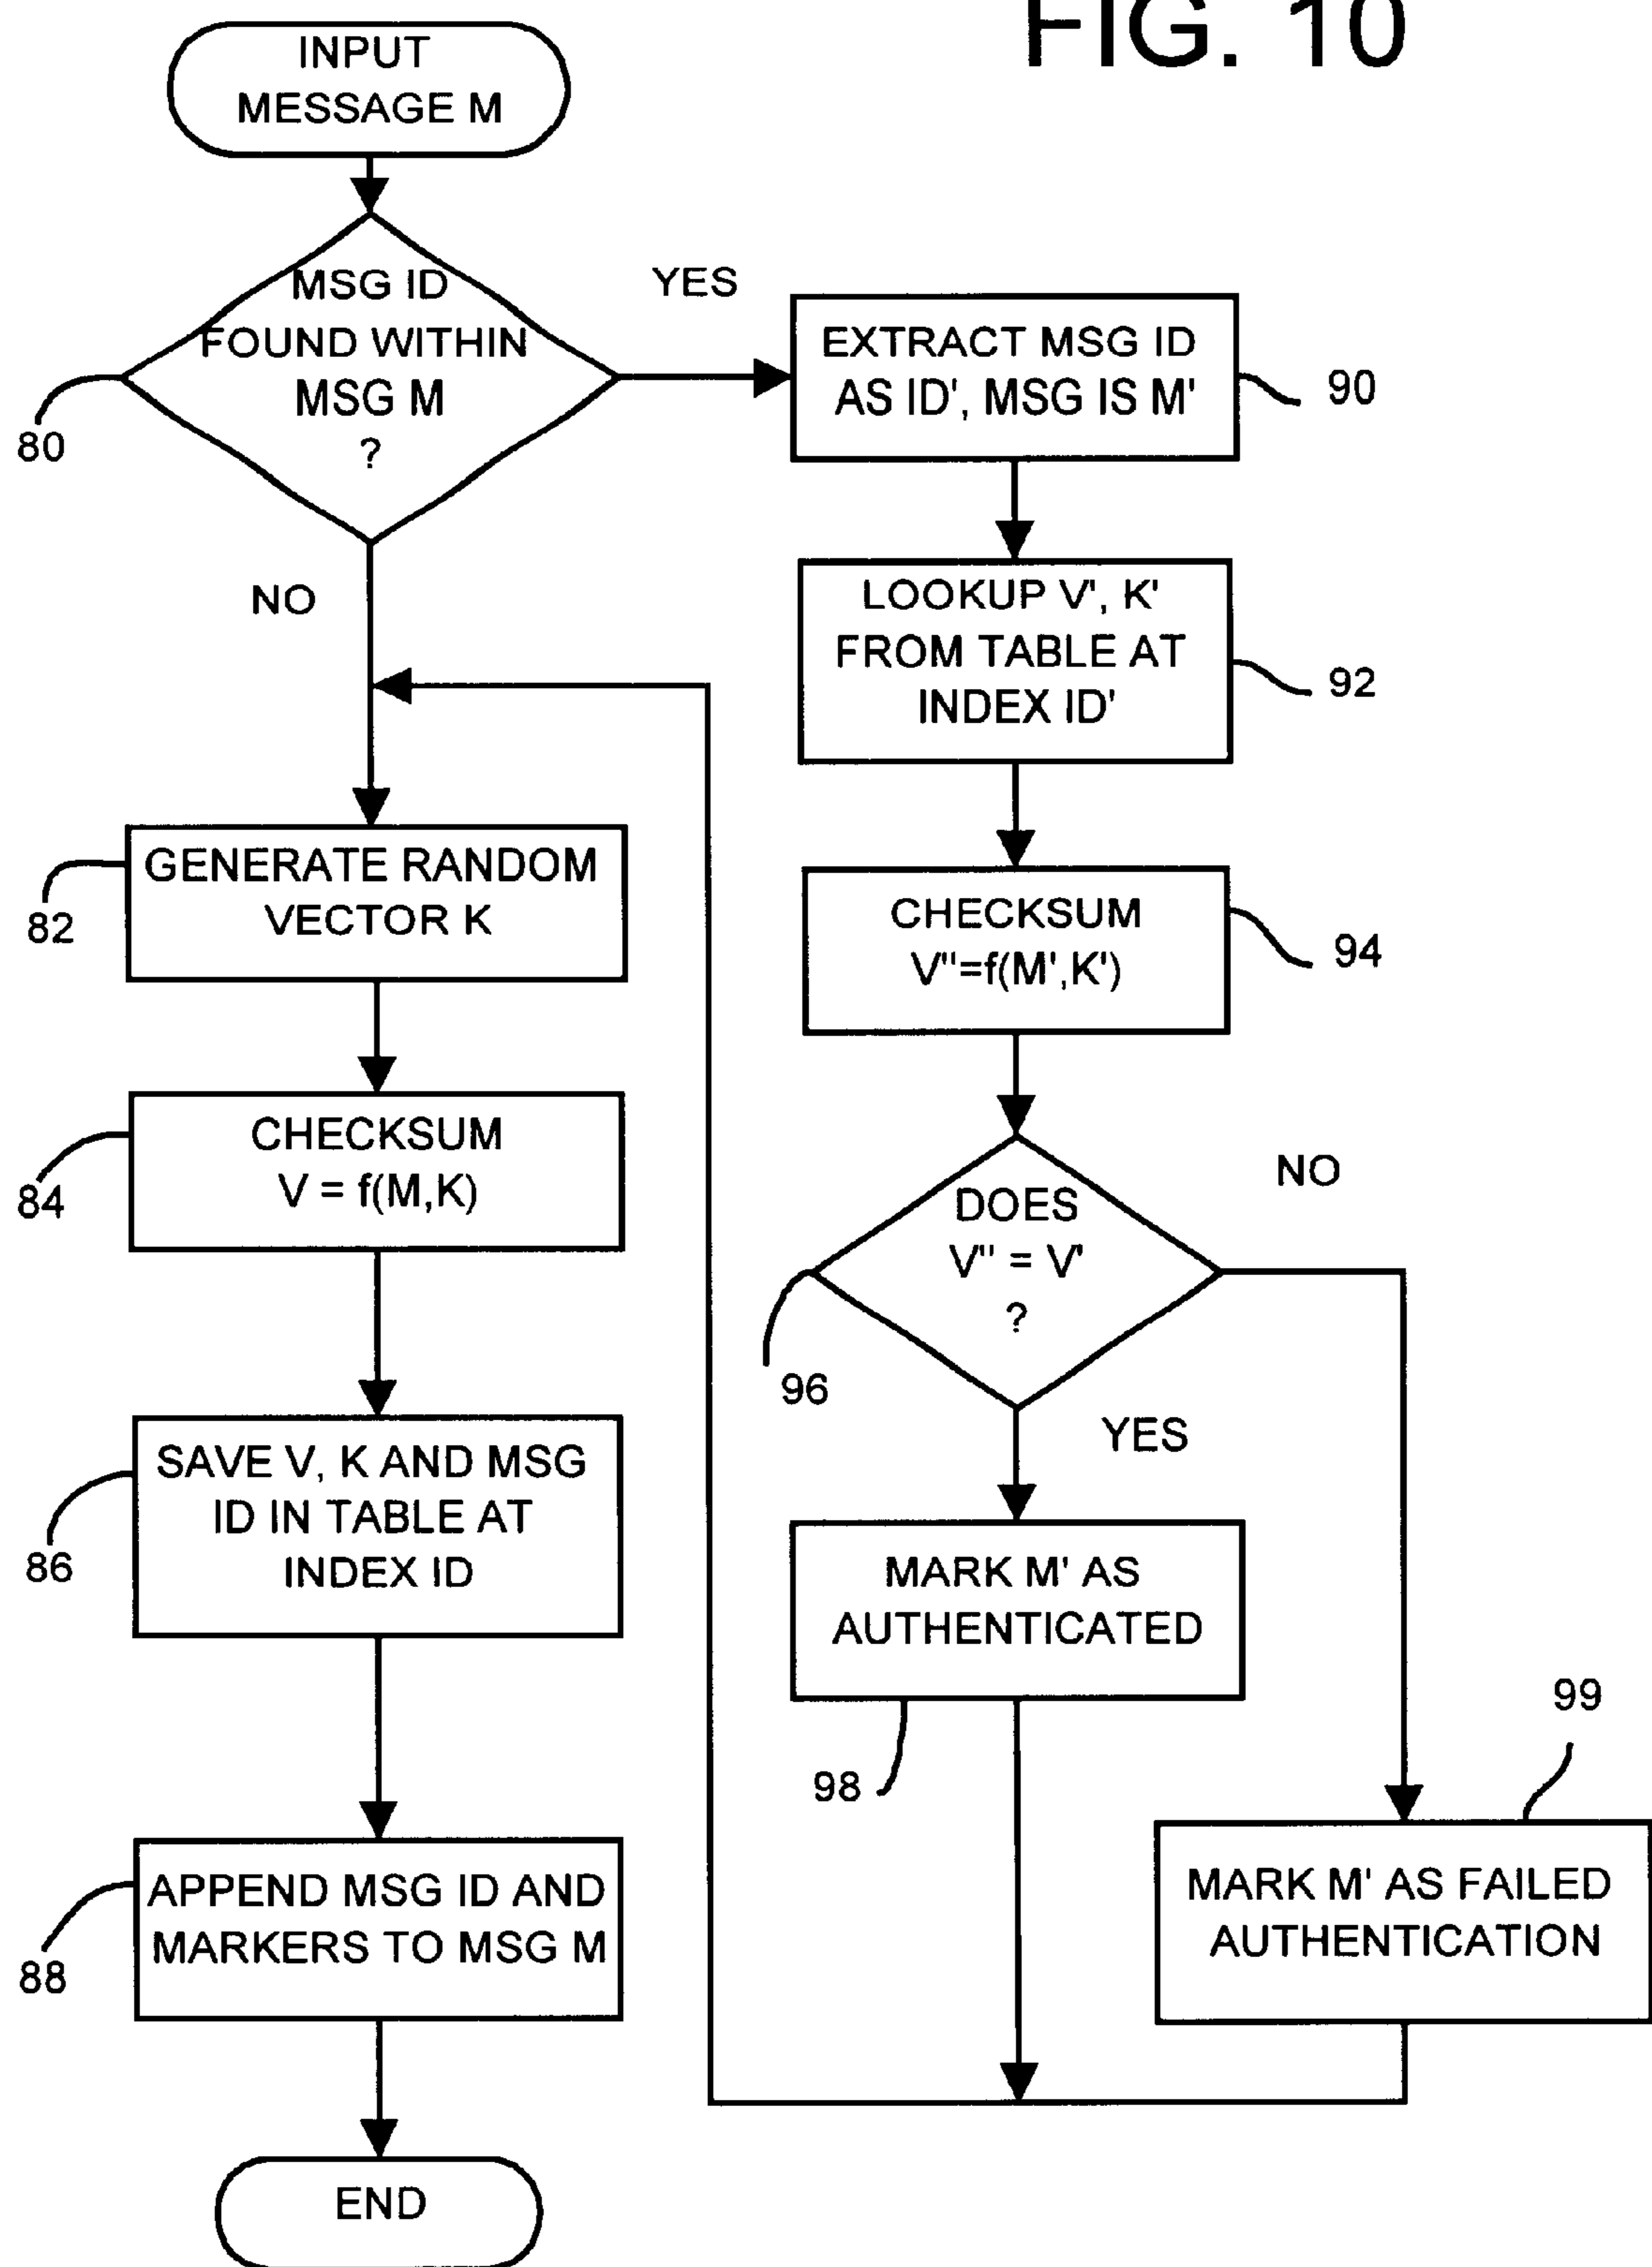 FIG. 10
INPUT
MESSAGE M
MSG ID
FOUND WITHIN
MSG M
?
80
YES
NO
EXTRACT MSG ID
AS ID', MSG IS M'
90
LOOKUP V', K'
FROM TABLE AT
INDEX ID'
92
GENERATE RANDOM
VECTOR K
82
CHECKSUM
V"=f(M',K')
94
CHECKSUM
V = f(M,K)
84
DOES
V" = V'
?
96
NO
YES
SAVE V, K AND MSG
ID IN TABLE AT
INDEX ID
86
MARK M' AS
AUTHENTICATED
98
99
MARK M' AS FAILED
AUTHENTICATION
APPEND MSG ID AND
MARKERS TO MSG M
88
END